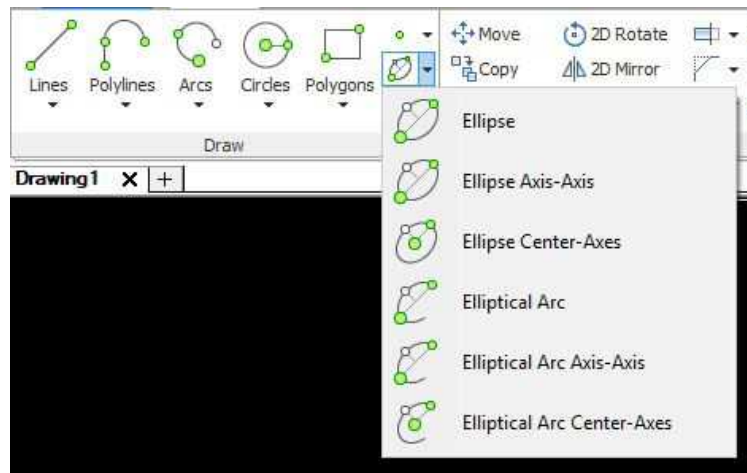 Move 2D Rotate
Lines Polylines Arcs Circles Polygons Copy 2D Mirror
Draw
Drawing1 X +
Ellipse
Ellipse Axis-Axis
Ellipse Center-Axes
Elliptical Arc
Elliptical Arc Axis-Axis
Elliptical Arc Center-Axes